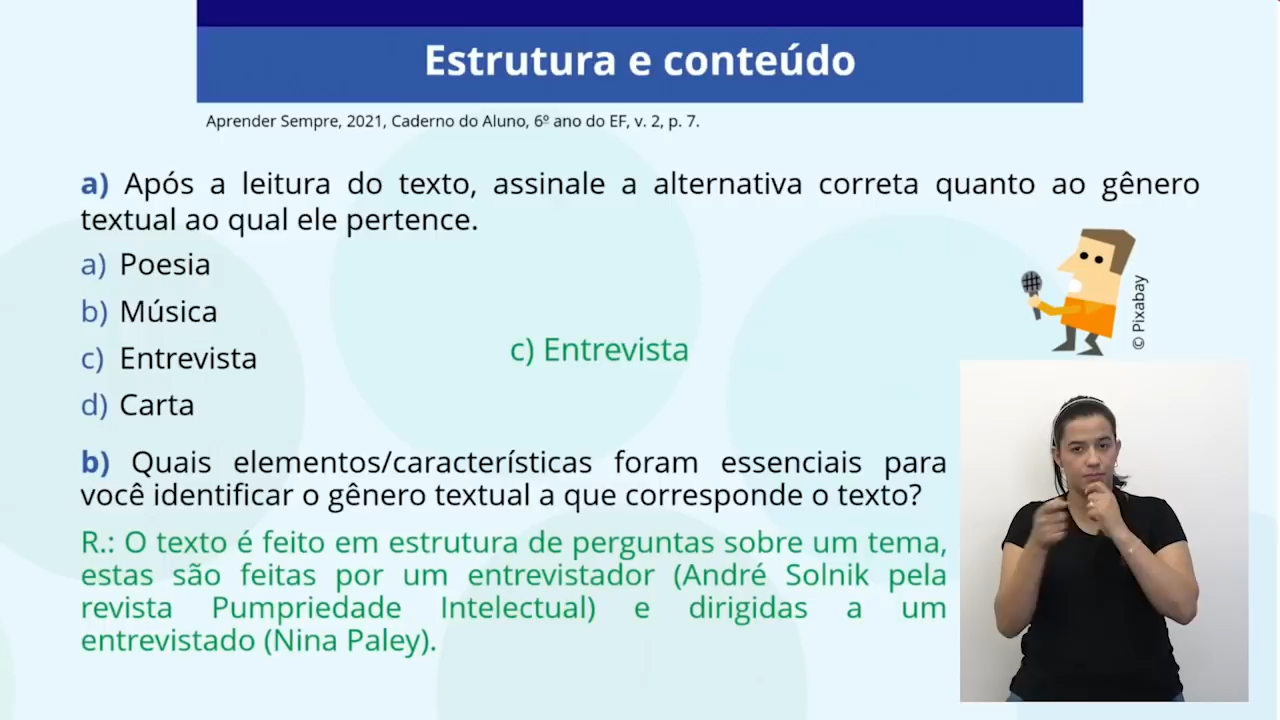 Estrutura e conteúdo
Aprender Sempre, 2021, Caderno do Aluno, 6º ano do EF, v. 2, p. 7.
a) Após a leitura do texto, assinale a alternativa correta quanto ao gênero
textual ao qual ele pertence.
a) Poesia
b) Música
c) Entrevista
c) Entrevista
d) Carta
© Pixabay
b) Quais elementos/características foram essenciais para
você identificar o gênero textual a que corresponde o texto?
R.: O texto é feito em estrutura de perguntas sobre um tema,
estas são feitas por um entrevistador (André Solnik pela
revista Pumpriedade Intelectual) e dirigidas a um
entrevistado (Nina Paley).